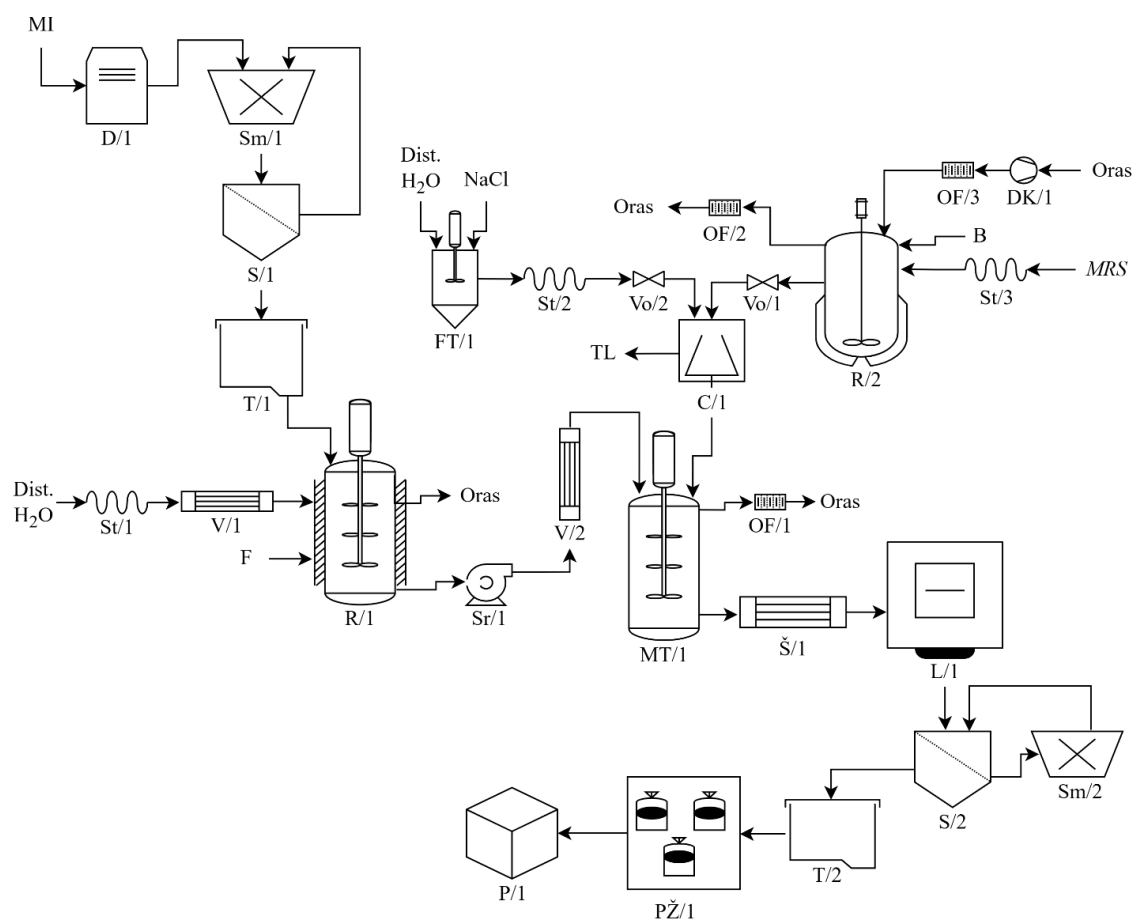 MI
D/1
Sm/1
S/1
T/1
Dist.
H₂O
NaCl
FT/1
St/2
Vo/2
Vo/1
Oras
OF/2
OF/3
DK/1
Oras
B
MRS
St/3
R/2
TL
C/1
Dist.
H₂O
St/1
V/1
F
R/1
Oras
Sr/1
V/2
MT/1
OF/1
Oras
Š/1
L/1
S/2
Sm/2
T/2
PŽ/1
P/1